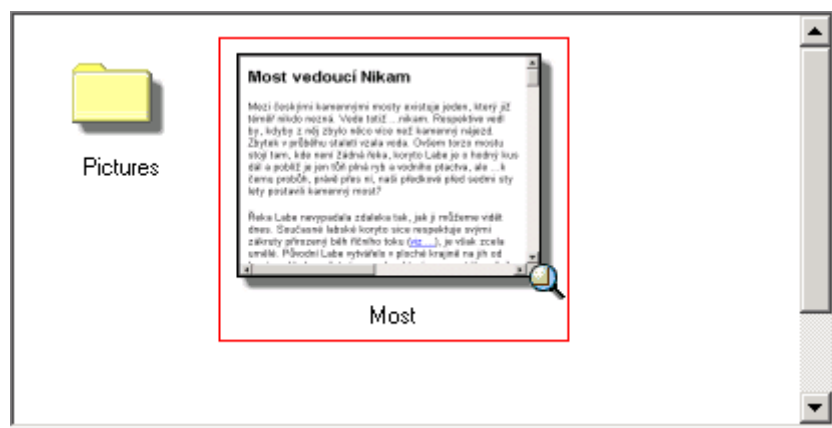 Pictures
Most vedoucí Nikam
Mezi českými kamennými mosty existuje jeden, který již
téměř nikdo nezná. Vede totiž ...nikam. Respektive vedl
by, kdyby z něj zbylo něco více než kamenný nájezd.
Zbytek v průběhu staletí vzala voda. Ovšem torzo mostu
stojí tam, kde není žádná řeka, koryto Labe je o hodný kus
dál a poblíž je jen tůň plná ryb a vodního ptactva, ale ...k
čemu probůh, právě přes ni, naši předkové před sedmi sty
lety postavili kamenný most?
Řeka Labe nevypadala zdaleka tak, jak ji můžeme vidět
dnes. Současné labské koryto sice respektuje svými
zákruty přirozený běh říčního toku (viz ...), je však zcela
umělé. Původní Labe vytvářelo v ploché krajině na jih od
Most